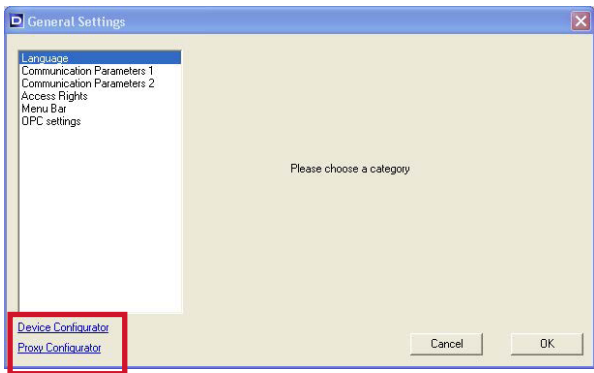 General Settings
Language
Communication Parameters 1
Communication Parameters 2
Access Rights
Menu Bar
OPC settings
Please choose a category
Device Configurator
Proxy Configurator
Cancel
OK